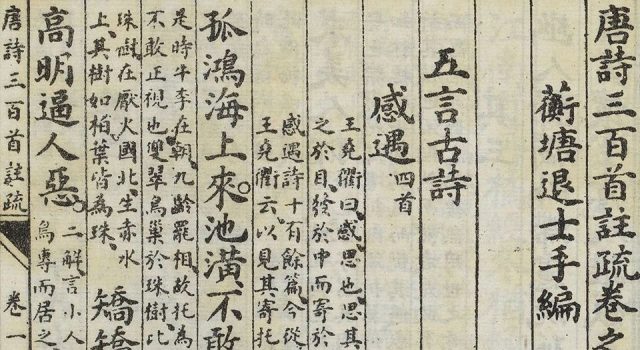 唐詩三百首註疏卷之
蘅塘退士手編
五言古詩
感遇 四首
王堯衢曰感思也其
之於目發於中而寄於
感遇詩十有餘篇今從
王堯衢云以見其寄托
孤鴻海上來。池潢不敢
是時牛李在朝九齡罷相故托為
不敢正視也雙翠鳥巢於珠樹比
珠樹在厭火國北生赤水
上其樹如柏葉皆為珠
矯矯
高明逼人惡。
二解言小人
鳥專而居之
唐詩三百首註疏 卷一